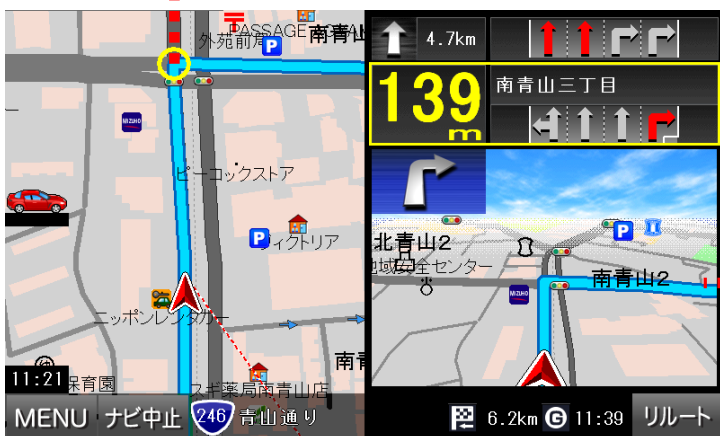 PASSAGE
南青山
外苑前局
P
MIZUHO
ピーコックストア
P
ヴィクトリア
ニッポンレンタカー
南青
11:21
保育園
スギ薬局南青山店
MENU
ナビ中止
246
青山通り
4.7km
139
m
南青山三丁目
北青山2
P
地域安全センター
南青山2
MIZUHO
6.2km
G
11:39
リルート